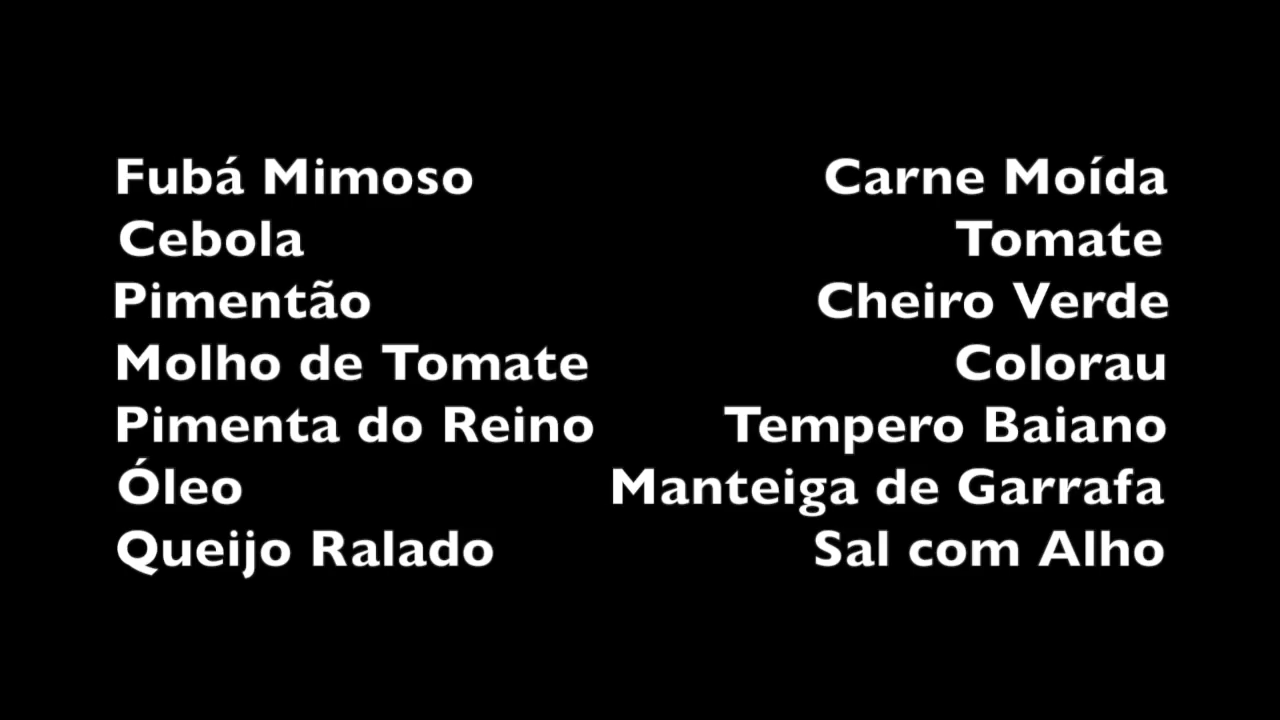 Fubá Mimoso Carne Moída
Cebola Tomate
Pimentão Cheiro Verde
Molho de Tomate Colorau
Pimenta do Reino Tempero Baiano
Óleo Manteiga de Garrafa
Queijo Ralado Sal com Alho